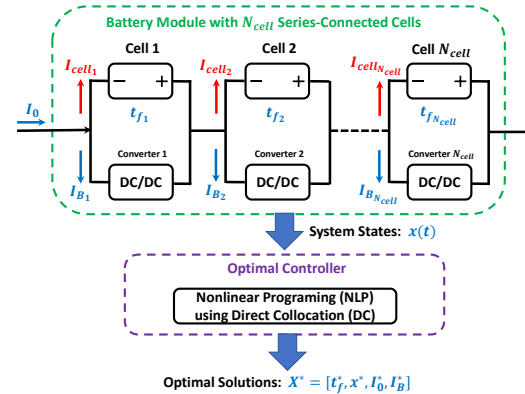 Battery Module with N_cell Series-Connected Cells
Cell 1 Cell 2 Cell N_cell
I_cell_1 I_cell_2 I_cell_N_cell
− + − + − +
I_0 t_f_1 t_f_2 t_f_N_cell
Converter 1 Converter 2 Converter N_cell
DC/DC DC/DC DC/DC
I_B_1 I_B_2 I_B_N_cell
System States: x(t)
Optimal Controller
Nonlinear Programing (NLP)
using Direct Collocation (DC)
Optimal Solutions: X* = [t_f*, x*, I_0*, I_B*]